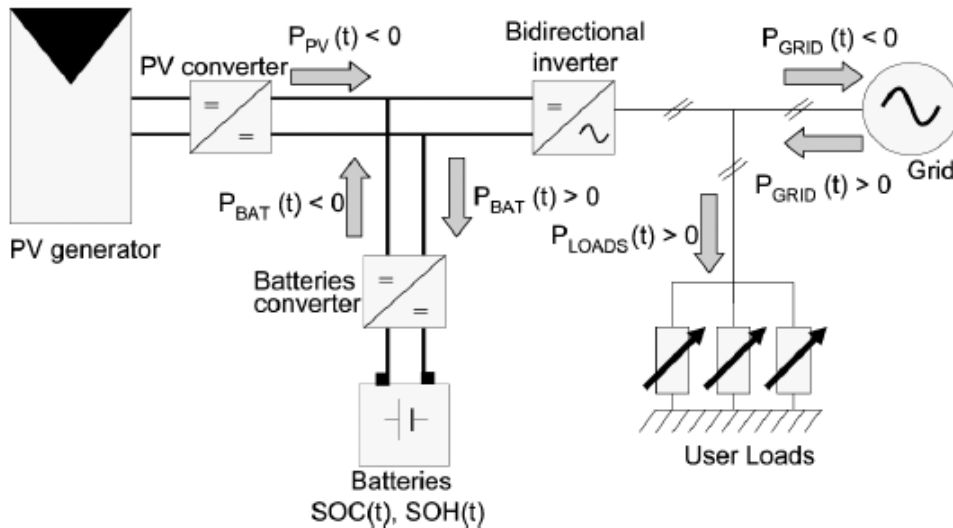 P_PV (t) < 0
PV converter
Bidirectional
inverter
P_GRID (t) < 0
Grid
P_GRID (t) > 0
P_BAT (t) < 0
P_BAT (t) > 0
P_LOADS(t) > 0
PV generator
Batteries
converter
Batteries
SOC(t), SOH(t)
User Loads